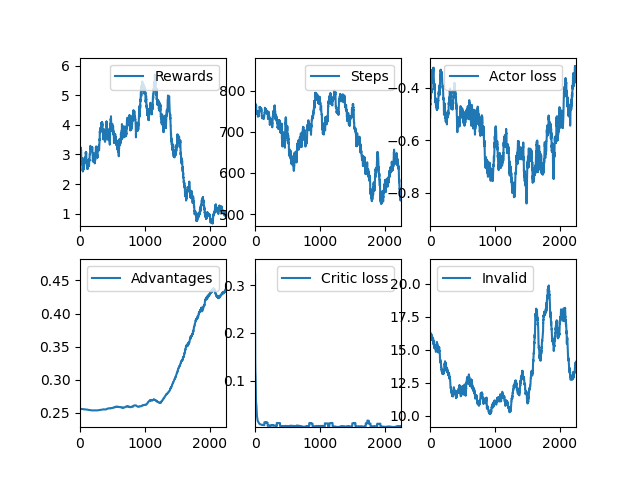 Rewards
6
5
4
3
2
1
0 1000 2000
Steps
800
700
600
500
0 1000 2000
Actor loss
−0.4
−0.6
−0.8
0 1000 2000
Advantages
0.45
0.40
0.35
0.30
0.25
0 1000 2000
Critic loss
0.3
0.2
0.1
0 1000 2000
Invalid
20.0
17.5
15.0
12.5
10.0
0 1000 2000